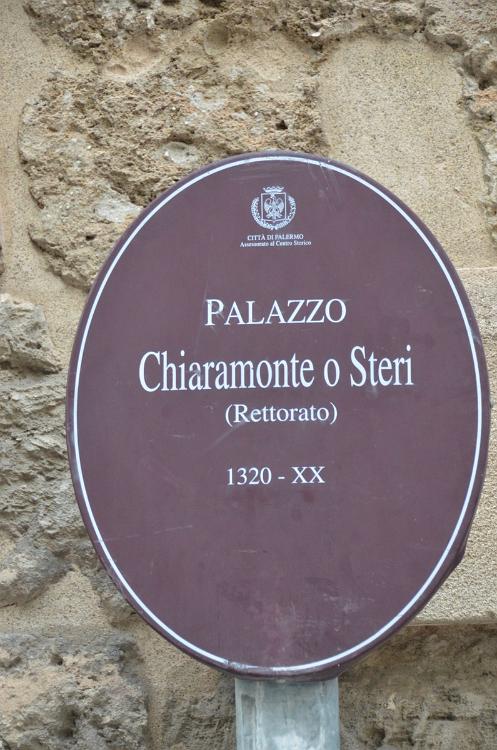 CITTÀ DI PALERMO
Assessorato al Centro Storico
PALAZZO
Chiaramonte o Steri
(Rettorato)
1320 - XX